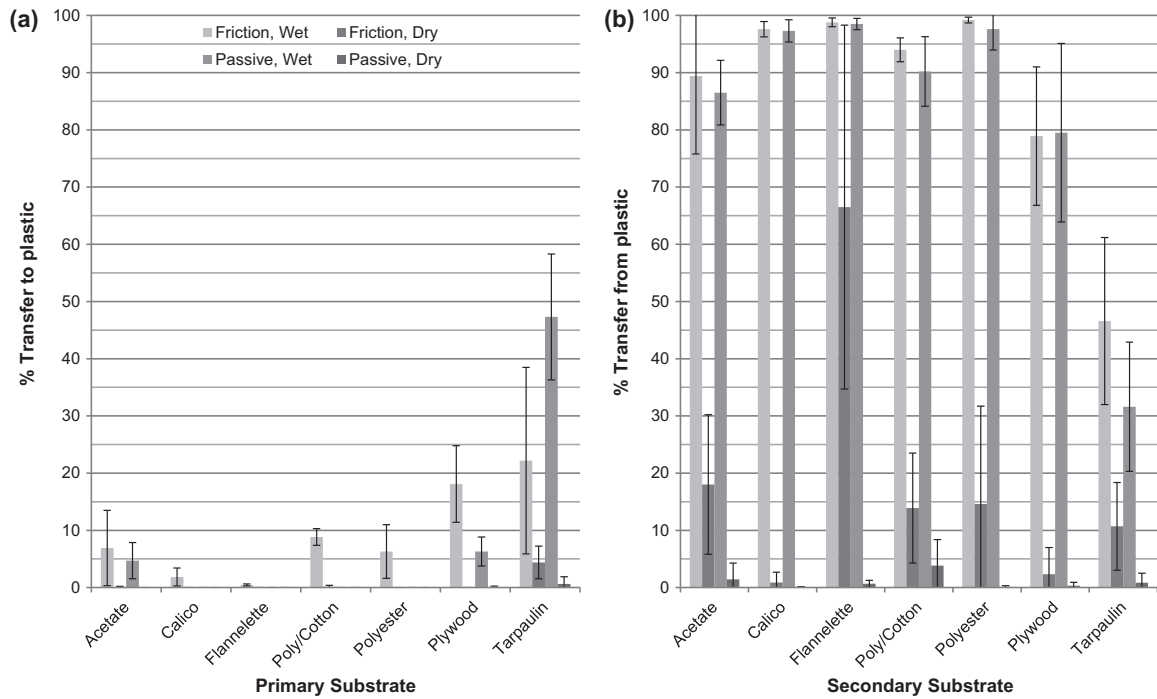 (a)
Friction, Wet Friction, Dry
Passive, Wet Passive, Dry
% Transfer to plastic
100
90
80
70
60
50
40
30
20
10
0
Acetate
Calico
Flannelette
Poly/Cotton
Polyester
Plywood
Tarpaulin
Primary Substrate
(b)
% Transfer from plastic
100
90
80
70
60
50
40
30
20
10
0
Acetate
Calico
Flannelette
Poly/Cotton
Polyester
Plywood
Tarpaulin
Secondary Substrate